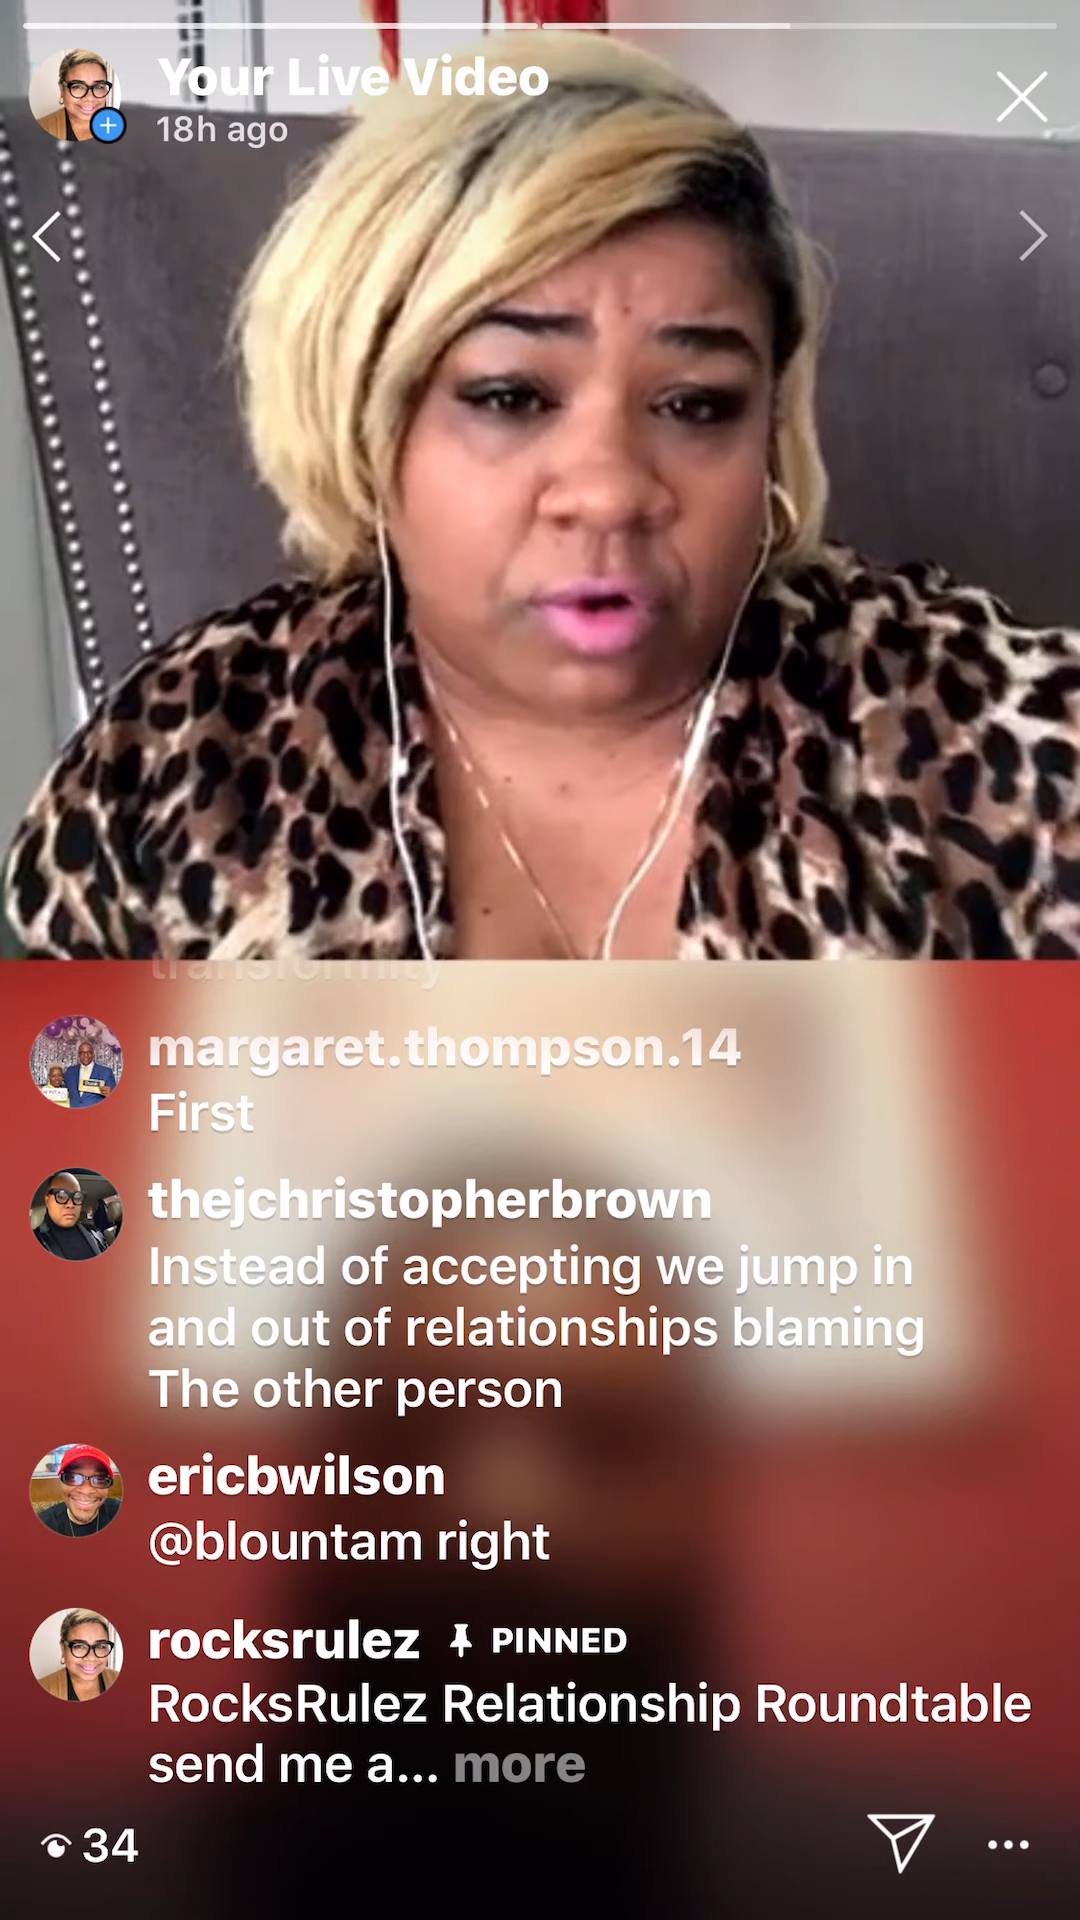 Your Live Video
18h ago
transformity
margaret.thompson.14
First
thejchristopherbrown
Instead of accepting we jump in
and out of relationships blaming
The other person
ericbwilson
@blountam right
rocksrulez PINNED
RocksRulez Relationship Roundtable
send me a... more
34